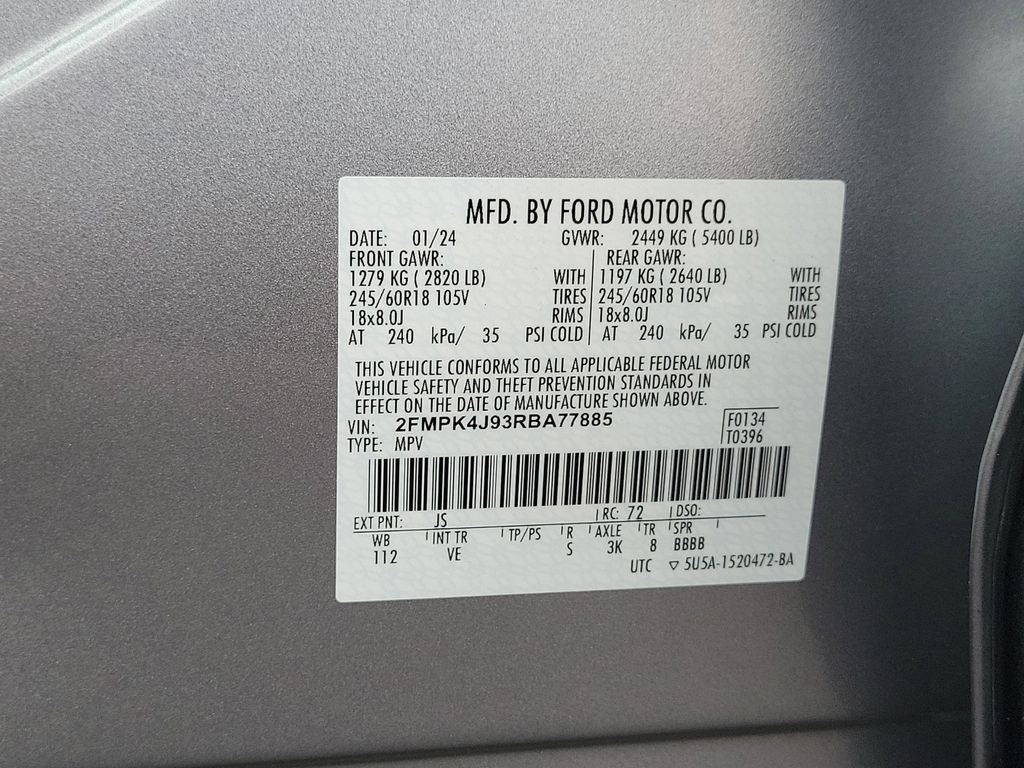 MFD. BY FORD MOTOR CO.
DATE: 01/24 GVWR: 2449 KG ( 5400 LB)
FRONT GAWR: REAR GAWR:
1279 KG ( 2820 LB) WITH 1197 KG ( 2640 LB) WITH
245/60R18 105V TIRES 245/60R18 105V TIRES
18x8.0J RIMS 18x8.0J RIMS
AT 240 kPa/ 35 PSI COLD AT 240 kPa/ 35 PSI COLD
THIS VEHICLE CONFORMS TO ALL APPLICABLE FEDERAL MOTOR
VEHICLE SAFETY AND THEFT PREVENTION STANDARDS IN
EFFECT ON THE DATE OF MANUFACTURE SHOWN ABOVE.
VIN: 2FMPK4J93RBA77885 F0134
TYPE: MPV T0396
EXT PNT: JS RC: 72 DSO:
WB INT TR TP/PS R AXLE TR SPR
112 VE S 3K 8 BBBB
UTC ▽ 5U5A-1520472-BA